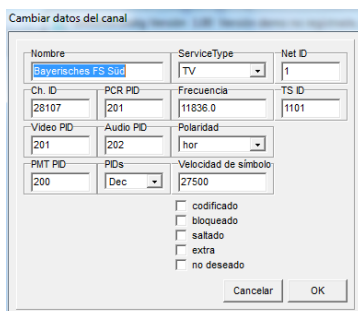 Cambiar datos del canal
Nombre ServiceType Net ID
Bayerisches FS Süd TV 1
Ch. ID PCR PID Frecuencia TS ID
28107 201 11836.0 1101
Video PID Audio PID Polaridad
201 202 hor
PMT PID PIDs Velocidad de símbolo
200 Dec 27500
codificado
bloqueado
saltado
extra
no deseado
Cancelar OK